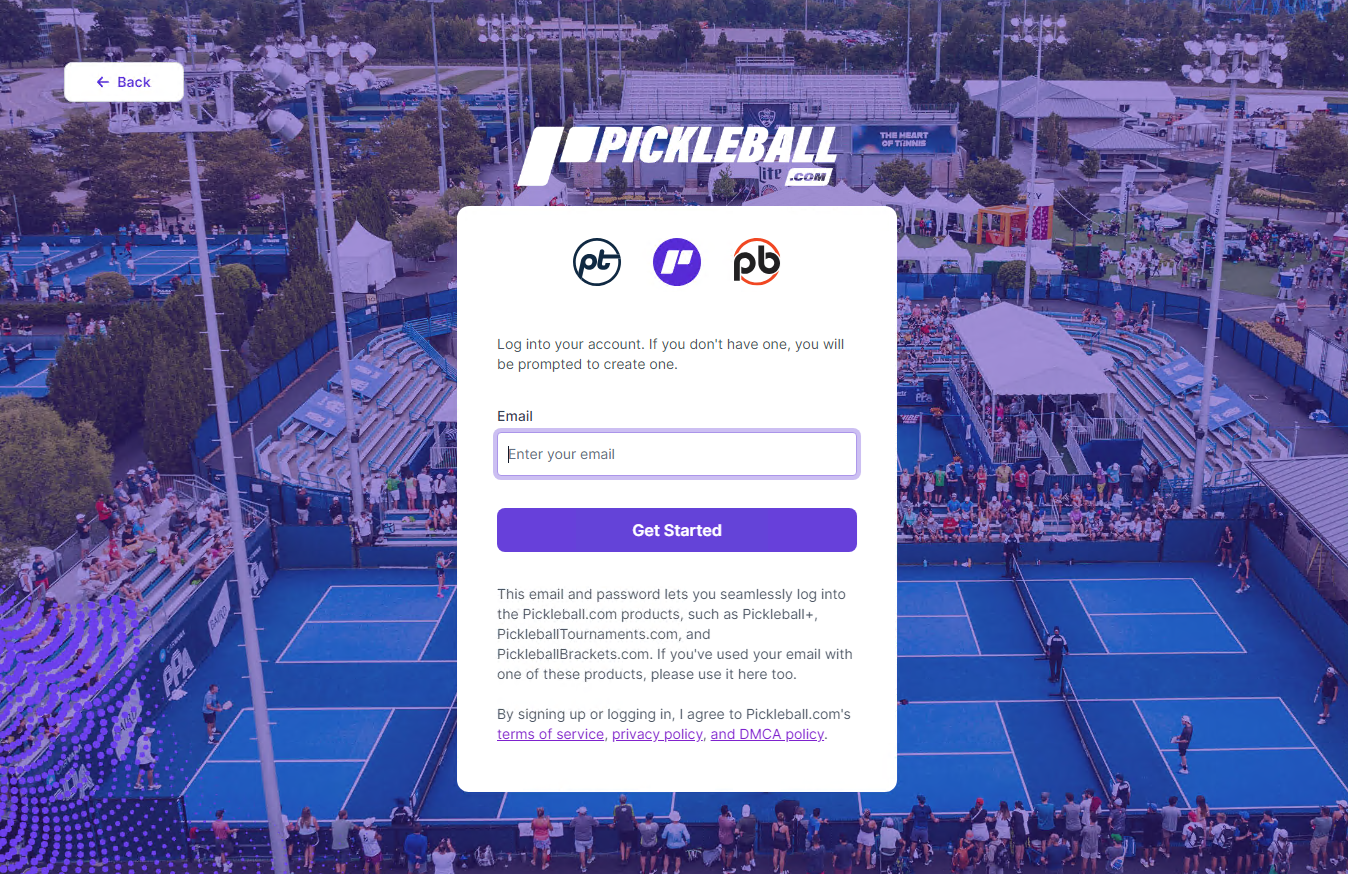 Back
PICKLEBALL
.COM
THE HEART
OF TENNIS
lite
pt
pb
Log into your account. If you don't have one, you will
be prompted to create one.
Email
Enter your email
Get Started
This email and password lets you seamlessly log into
the Pickleball.com products, such as Pickleball+,
PickleballTournaments.com, and
PickleballBrackets.com. If you've used your email with
one of these products, please use it here too.
By signing up or logging in, I agree to Pickleball.com's
terms of service, privacy policy, and DMCA policy.
PPA
PPA